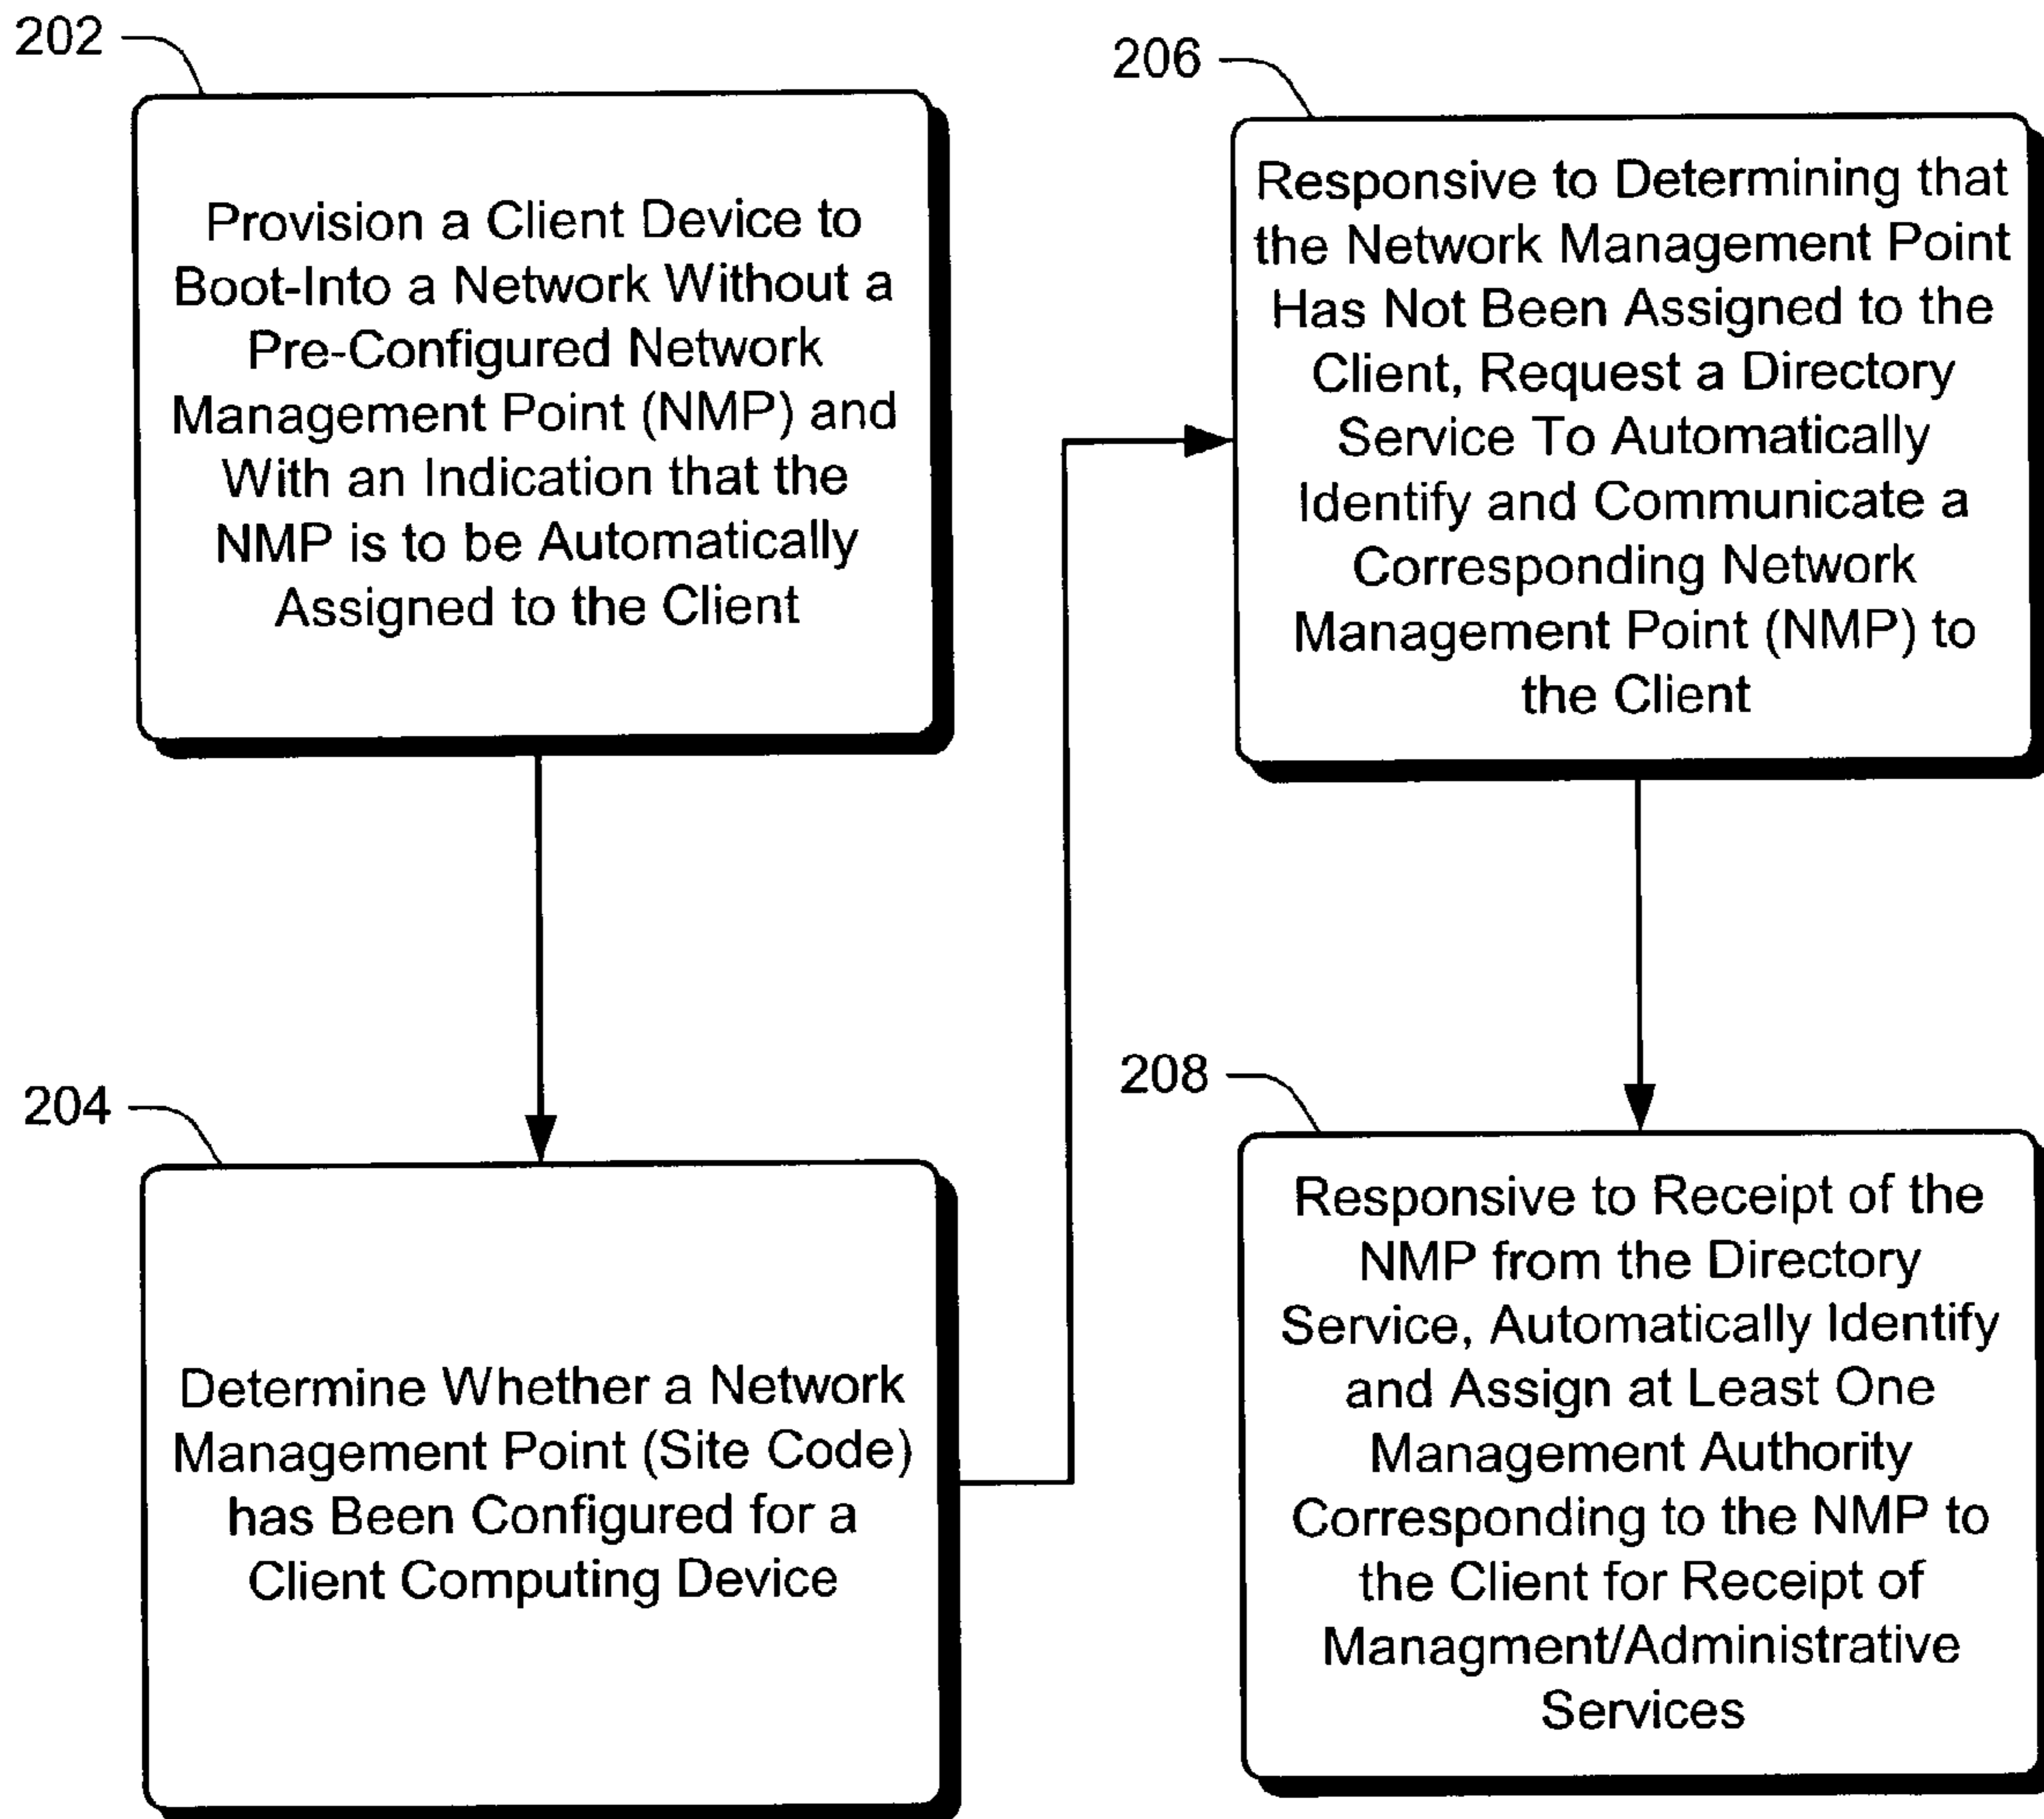 202
Provision a Client Device to
Boot-Into a Network Without a
Pre-Configured Network
Management Point (NMP) and
With an Indication that the
NMP is to be Automatically
Assigned to the Client
204
Determine Whether a Network
Management Point (Site Code)
has Been Configured for a
Client Computing Device
206
Responsive to Determining that
the Network Management Point
Has Not Been Assigned to the
Client, Request a Directory
Service To Automatically
Identify and Communicate a
Corresponding Network
Management Point (NMP) to
the Client
208
Responsive to Receipt of the
NMP from the Directory
Service, Automatically Identify
and Assign at Least One
Management Authority
Corresponding to the NMP to
the Client for Receipt of
Managment/Administrative
Services